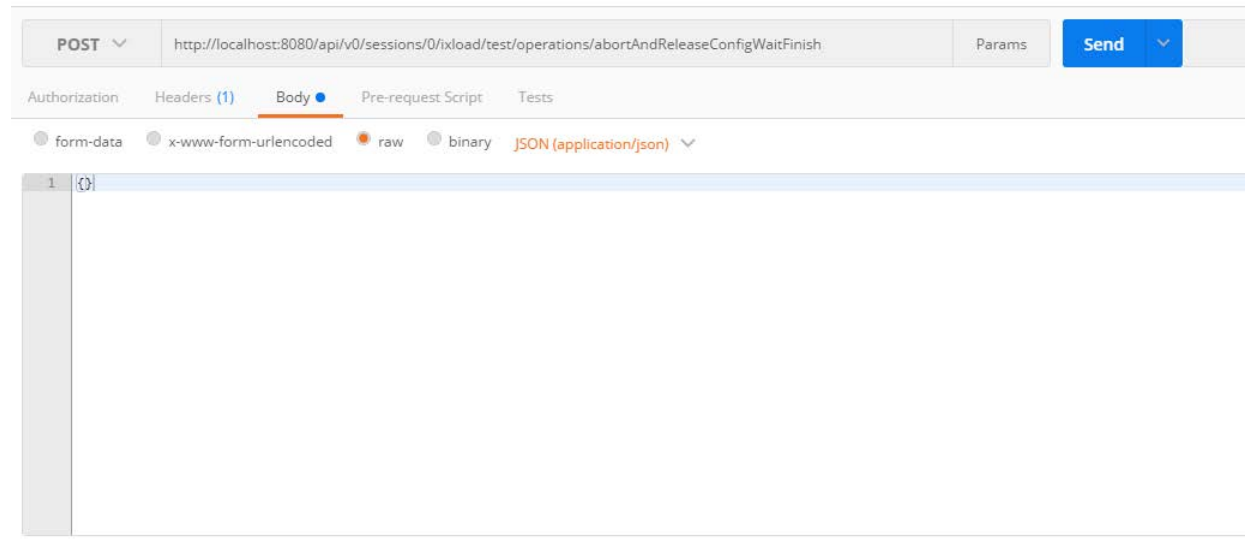 POST http://localhost:8080/api/v0/sessions/0/ixload/test/operations/abortAndReleaseConfigWaitFinish Params Send
Authorization Headers (1) Body Pre-request Script Tests
form-data x-www-form-urlencoded raw binary JSON (application/json)
1 {}